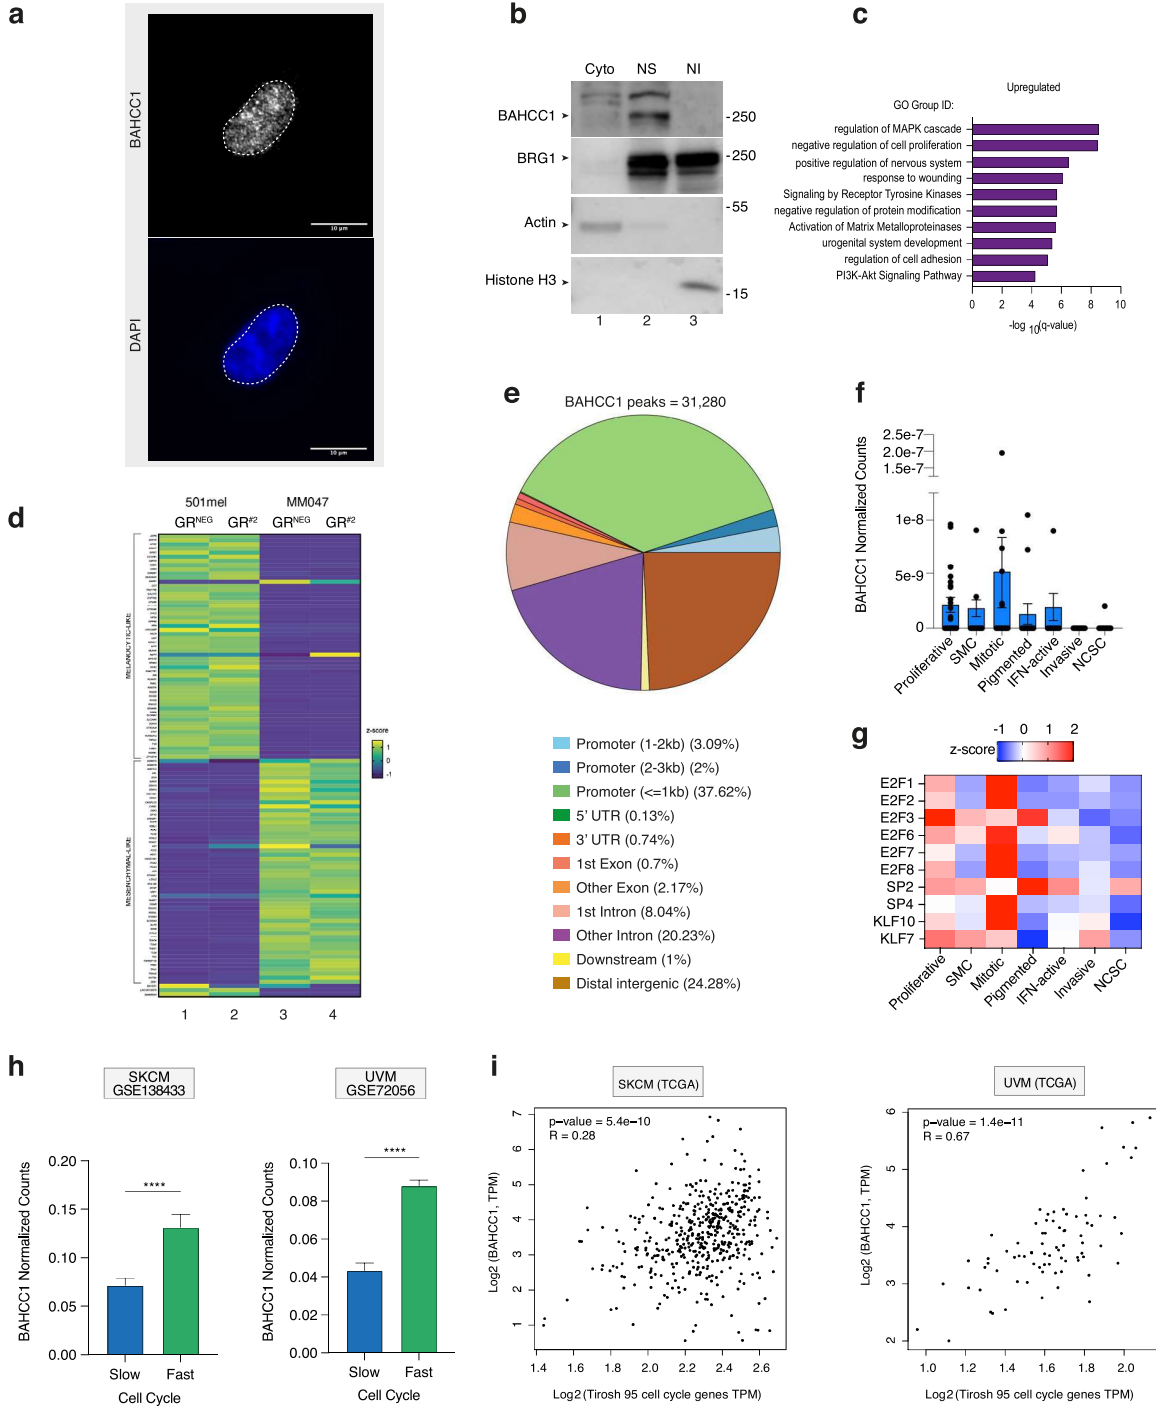 a
BAHCC1
10 µm
DAPI
10 µm
b
Cyto NS NI
BAHCC1
-250
BRG1
-250
-55
Actin
Histone H3
-15
1 2 3
c
Upregulated
GO Group ID:
regulation of MAPK cascade
negative regulation of cell proliferation
positive regulation of nervous system
response to wounding
Signaling by Receptor Tyrosine Kinases
negative regulation of protein modification
Activation of Matrix Metalloproteinases
urogenital system development
regulation of cell adhesion
PI3K-Akt Signaling Pathway
0 2 4 6 8 10
-log 10(q-value)
d
501mel MM047
GRNEG GR#2 GRNEG GR#2
MELANOCYTIC-LIKE
MESENCHYMAL-LIKE
z-score
1
0
-1
1 2 3 4
e
BAHCC1 peaks = 31,280
Promoter (1-2kb) (3.09%)
Promoter (2-3kb) (2%)
Promoter (<=1kb) (37.62%)
5' UTR (0.13%)
3' UTR (0.74%)
1st Exon (0.7%)
Other Exon (2.17%)
1st Intron (8.04%)
Other Intron (20.23%)
Downstream (1%)
Distal intergenic (24.28%)
f
BAHCC1 Normalized Counts
2.5e-7
2.0e-7
1.5e-7
1e-8
5e-9
0
Proliferative
SMC
Mitotic
Pigmented
IFN-active
Invasive
NCSC
g
-1 0 1 2
z-score
E2F1
E2F2
E2F3
E2F6
E2F7
E2F8
SP2
SP4
KLF10
KLF7
Proliferative
SMC
Mitotic
Pigmented
IFN-active
Invasive
NCSC
h
SKCM
GSE138433
BAHCC1 Normalized Counts
0.20
0.15
0.10
0.05
0.00
****
Slow Fast
Cell Cycle
UVM
GSE72056
BAHCC1 Normalized Counts
0.10
0.08
0.06
0.04
0.02
0.00
****
Slow Fast
Cell Cycle
i
SKCM (TCGA)
p-value = 5.4e-10
R = 0.28
Log2 (BAHCC1, TPM)
7
6
5
4
3
2
1
1.4 1.6 1.8 2.0 2.2 2.4 2.6
Log2 (Tirosh 95 cell cycle genes TPM)
UVM (TCGA)
p-value = 1.4e-11
R = 0.67
Log2 (BAHCC1, TPM)
6
5
4
3
2
1.0 1.2 1.4 1.6 1.8 2.0
Log2 (Tirosh 95 cell cycle genes TPM)